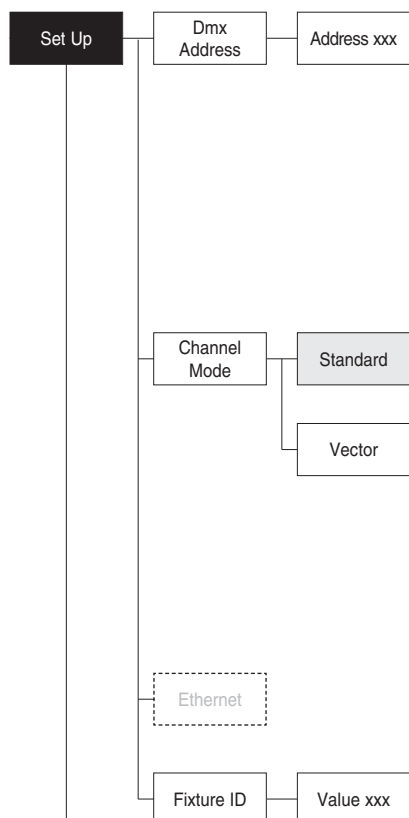 Set Up
Dmx
Address
Address xxx
Channel
Mode
Standard
Vector
Ethernet
Fixture ID
Value xxx